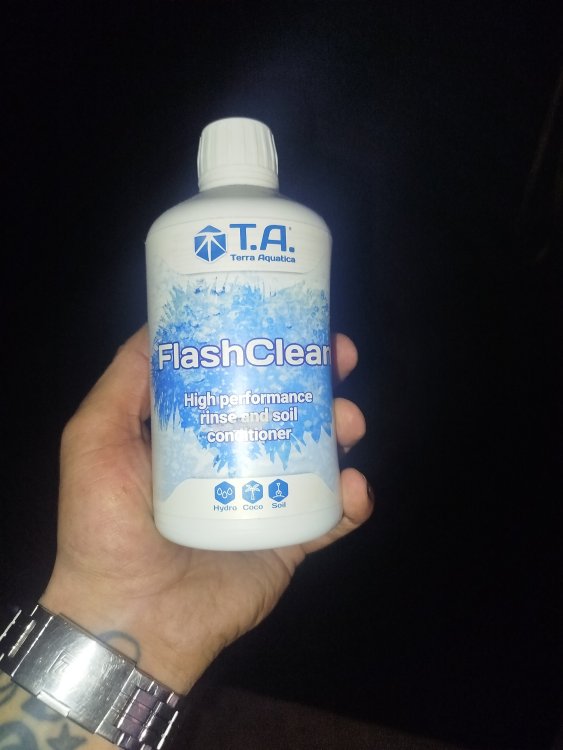 T.A.
Terra Aquatica
FlashClean
High performance
rinse and soil
conditioner
Hydro Coco Soil